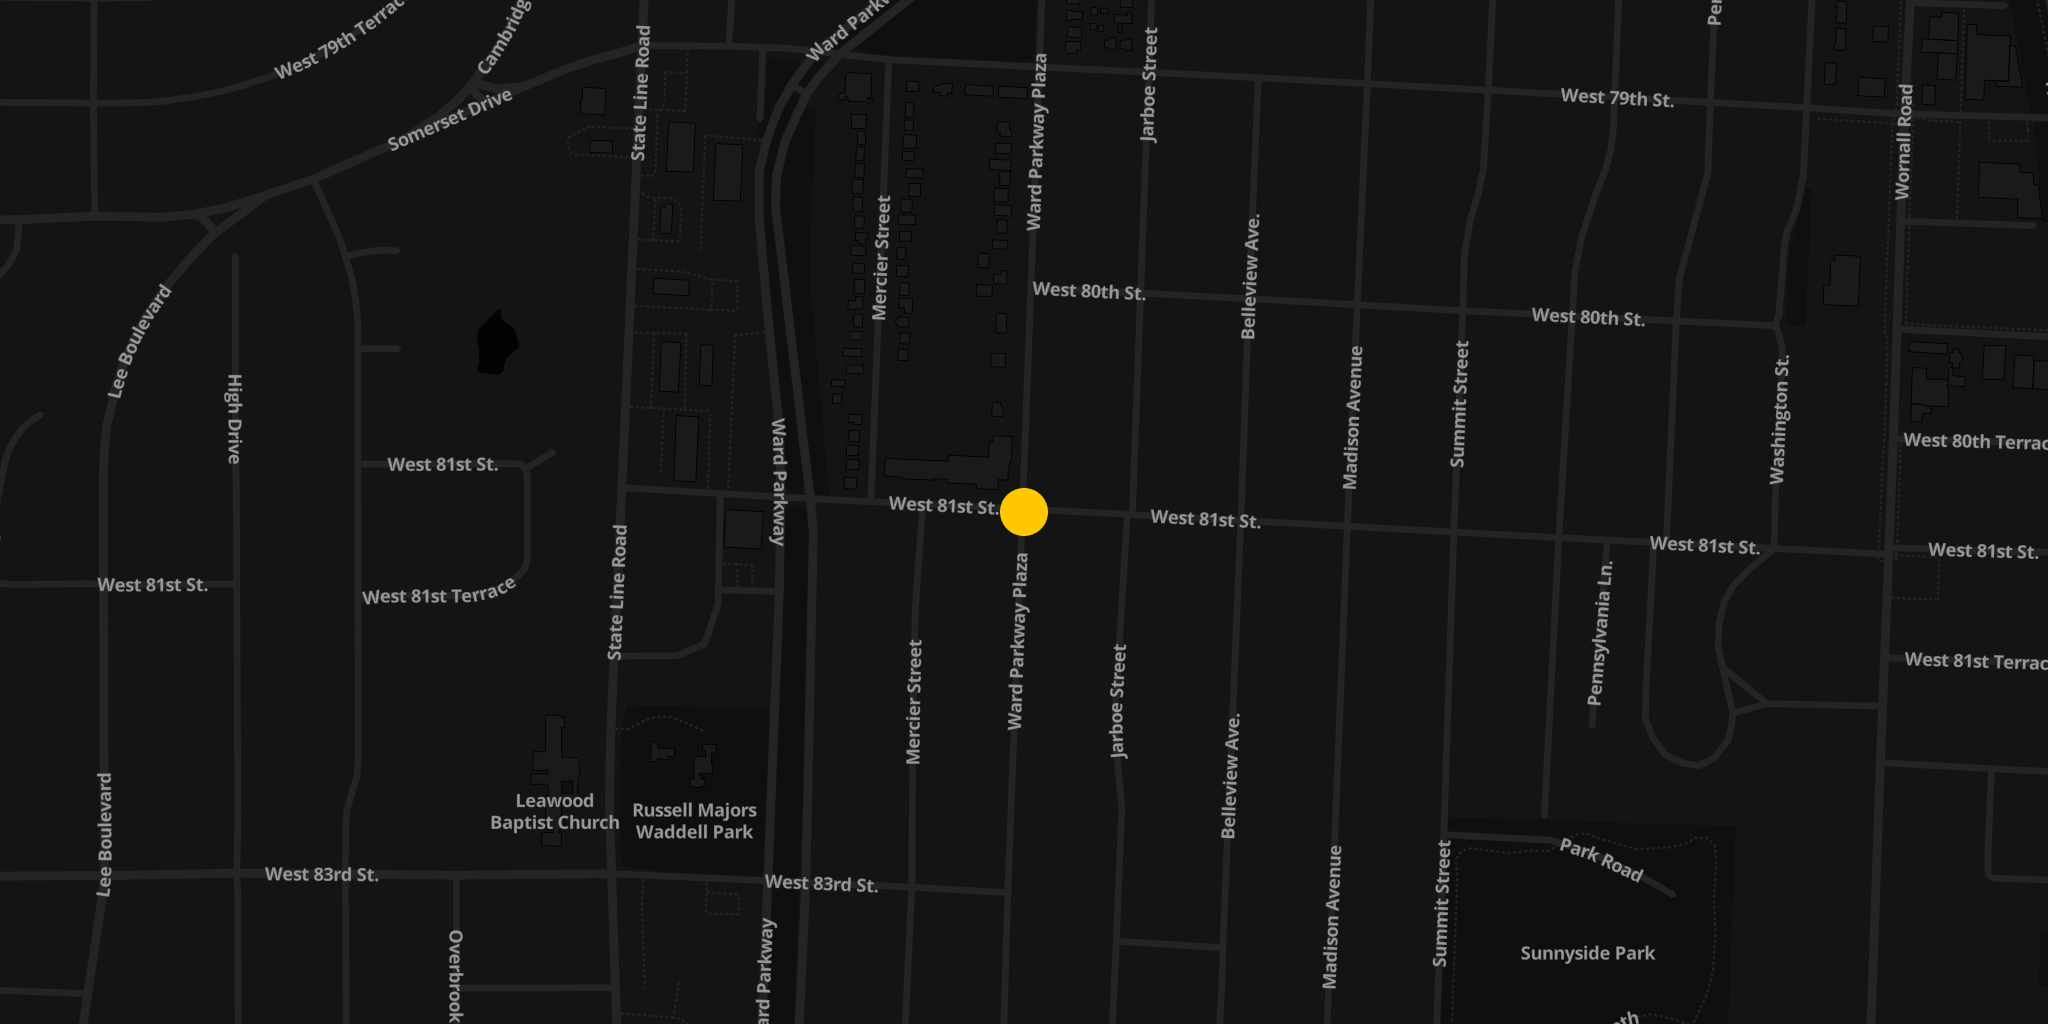 West 79th Terrac
Cambridg
Somerset Drive
State Line Road
Ward Parkw
Ward Parkway Plaza
Jarboe Street
West 79th St.
Wornall Road
Lee Boulevard
High Drive
Mercier Street
West 80th St.
Belleview Ave.
West 80th St.
Madison Avenue
Summit Street
Washington St.
West 80th Terrac
West 81st St.
Ward Parkway
West 81st St.
West 81st St.
West 81st St.
West 81st St.
West 81st St.
West 81st Terrace
State Line Road
Ward Parkway Plaza
Pennsylvania Ln.
Mercier Street
Jarboe Street
West 81st Terrac
Belleview Ave.
Lee Boulevard
Leawood
Baptist Church
Russell Majors
Waddell Park
West 83rd St.
West 83rd St.
Park Road
Madison Avenue
Summit Street
Overbrook
ard Parkway
Sunnyside Park